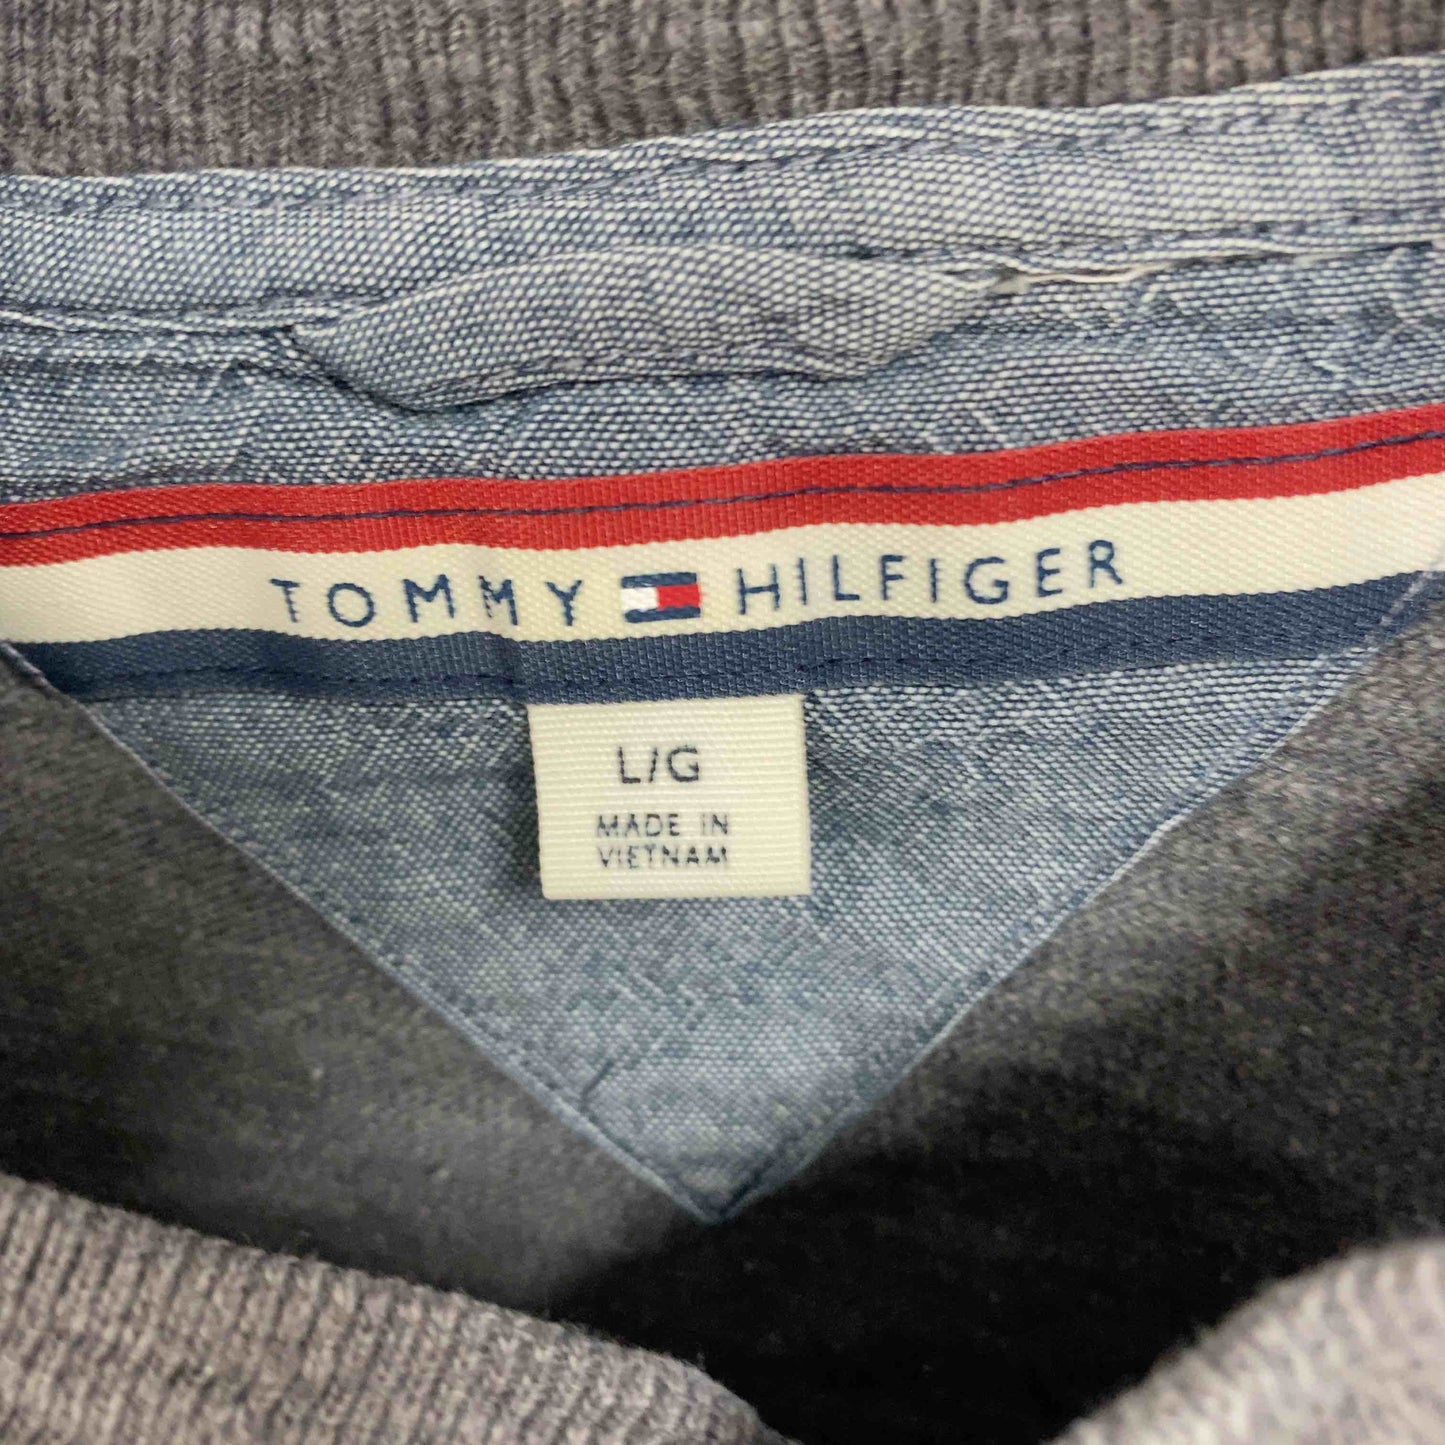 TOMMY HILFIGER
L/G
MADE IN
VIETNAM